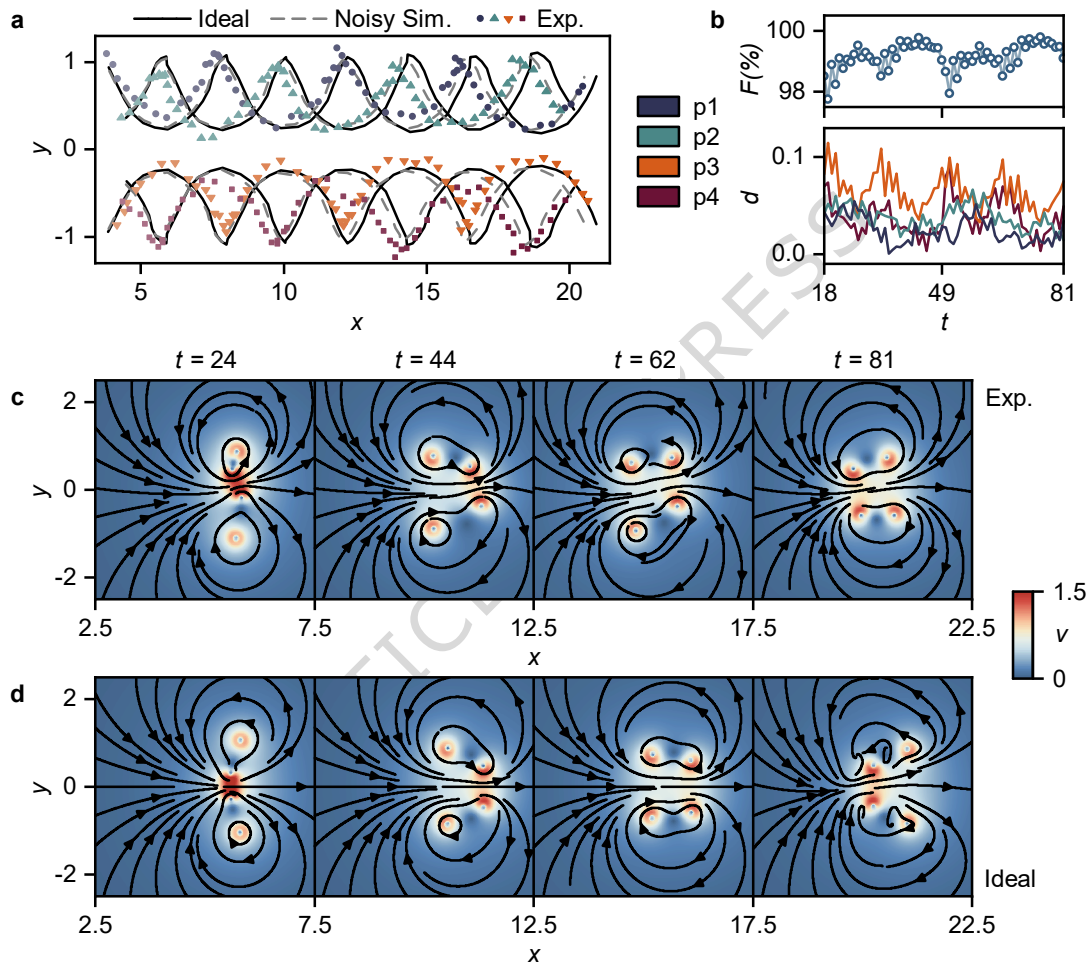 a
Ideal
Noisy Sim.
Exp.
y
1
0
-1
5
10
15
20
x
p1
p2
p3
p4
b
F(%)
100
98
d
0.1
0.0
18
49
81
t
t = 24
t = 44
t = 62
t = 81
c
Exp.
y
2
0
-2
2.5
7.5
12.5
17.5
22.5
x
1.5
v
0
d
y
2
0
-2
Ideal
2.5
7.5
12.5
17.5
22.5
x